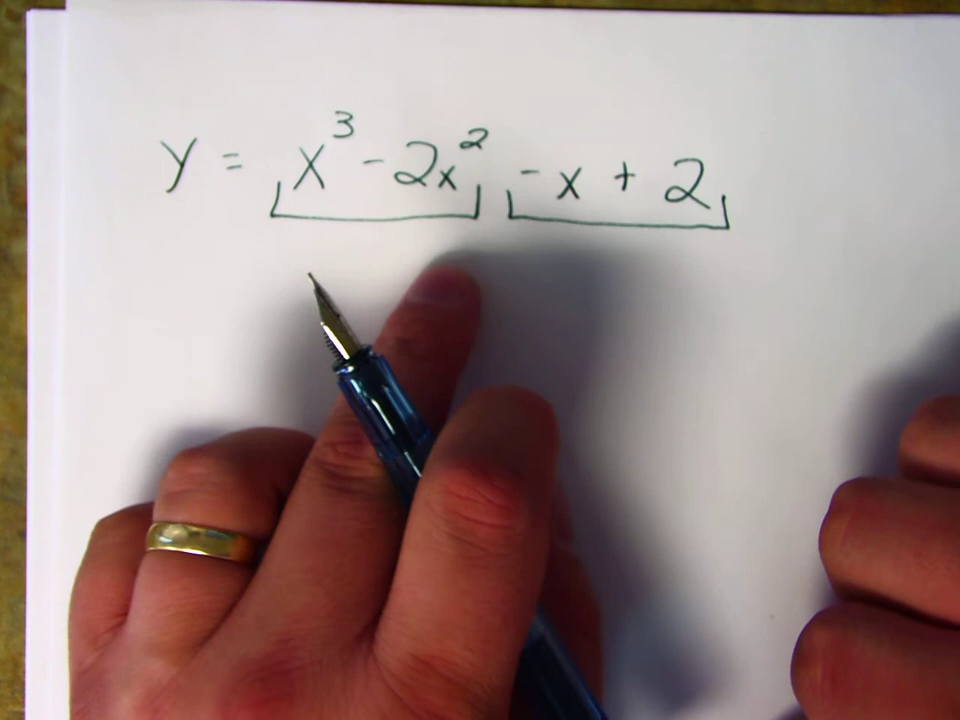 y = x³ - 2x² - x + 2